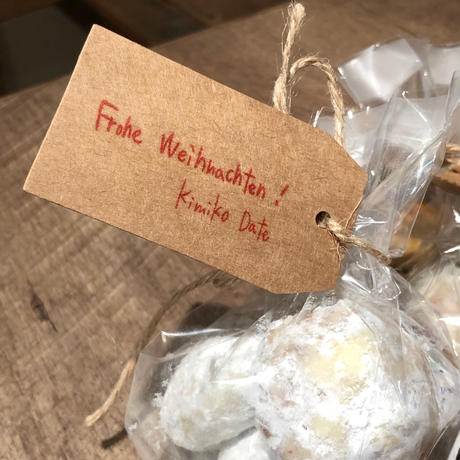 Frohe Weihnachten!
Kimiko Date